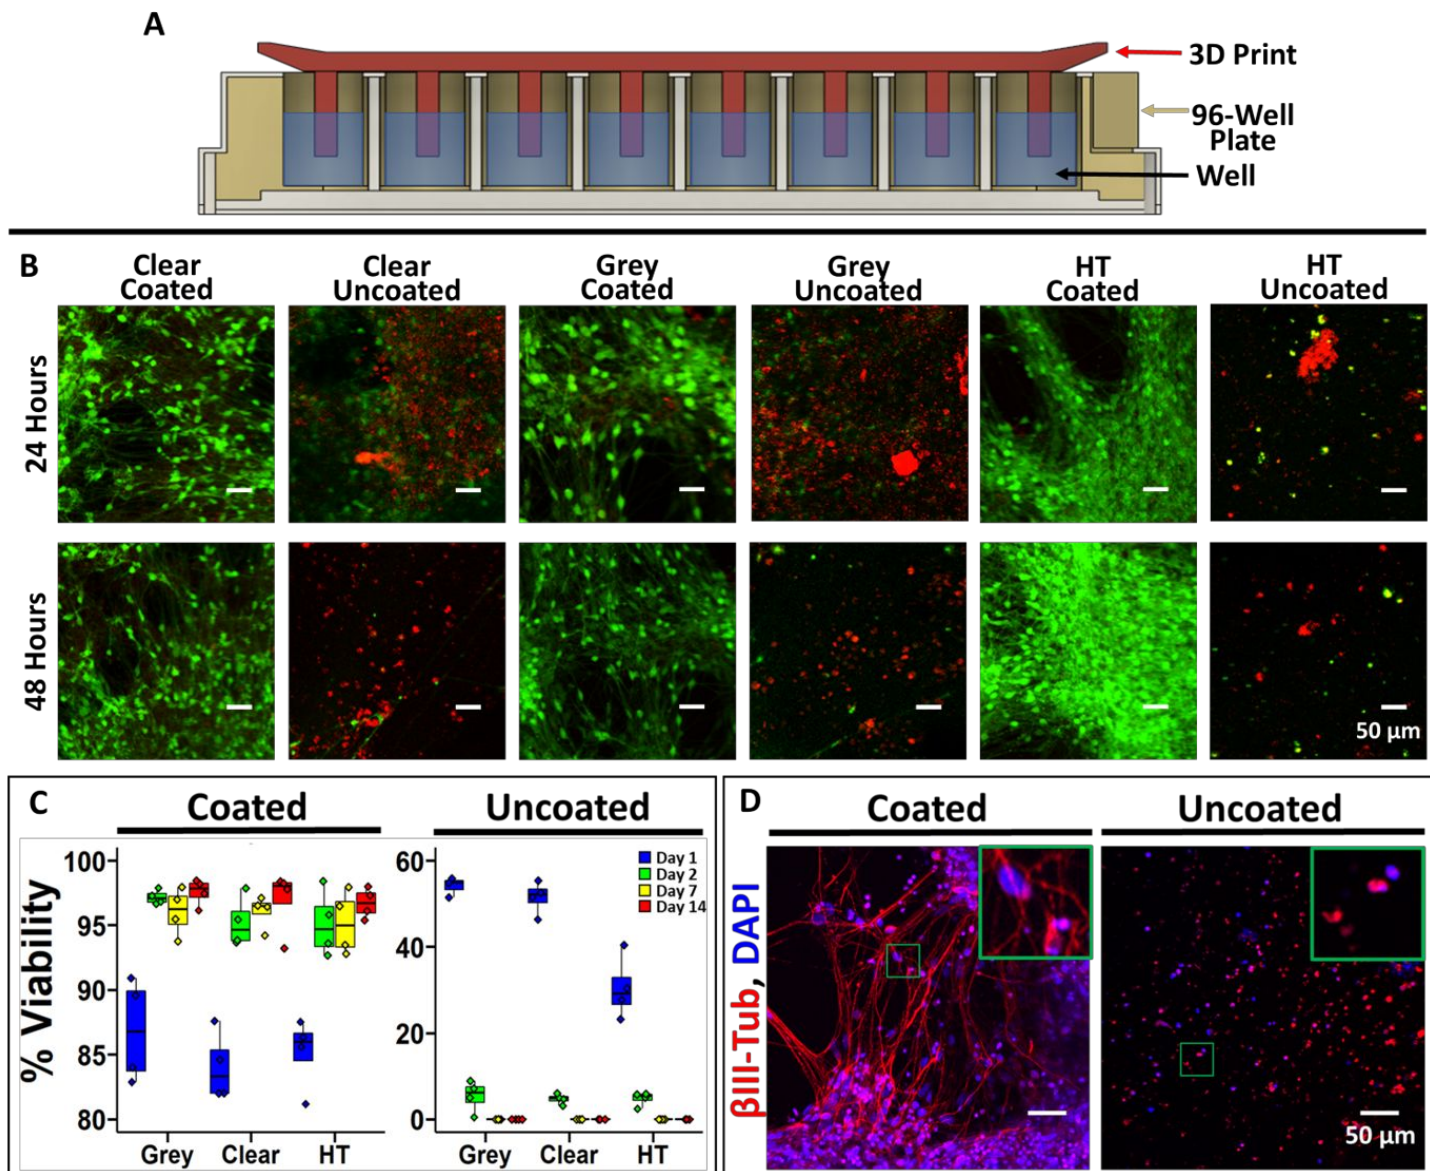 A
3D Print
96-Well
Plate
Well
B
Clear
Coated
Clear
Uncoated
Grey
Coated
Grey
Uncoated
HT
Coated
HT
Uncoated
24 Hours
48 Hours
50 µm
C
Coated
Uncoated
% Viability
100
95
90
85
80
60
40
20
0
Day 1
Day 2
Day 7
Day 14
Grey
Clear
HT
Grey
Clear
HT
D
Coated
Uncoated
βIII-Tub, DAPI
50 µm